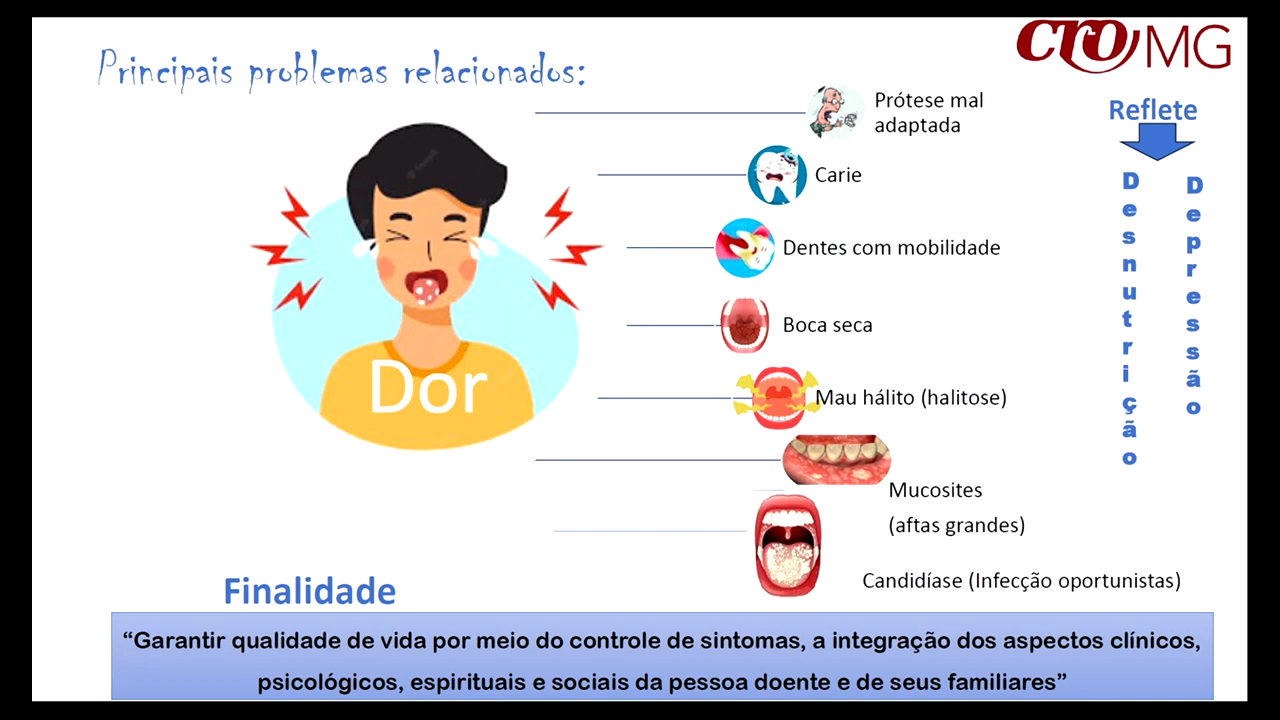 Principais problemas relacionados:
CRO MG
Prótese mal
adaptada
Reflete
Carie
Desnutrição
Depressão
Dentes com mobilidade
Boca seca
Dor
Mau hálito (halitose)
Mucosites
(aftas grandes)
Candidíase (Infecção oportunistas)
Finalidade
“Garantir qualidade de vida por meio do controle de sintomas, a integração dos aspectos clínicos,
psicológicos, espirituais e sociais da pessoa doente e de seus familiares”